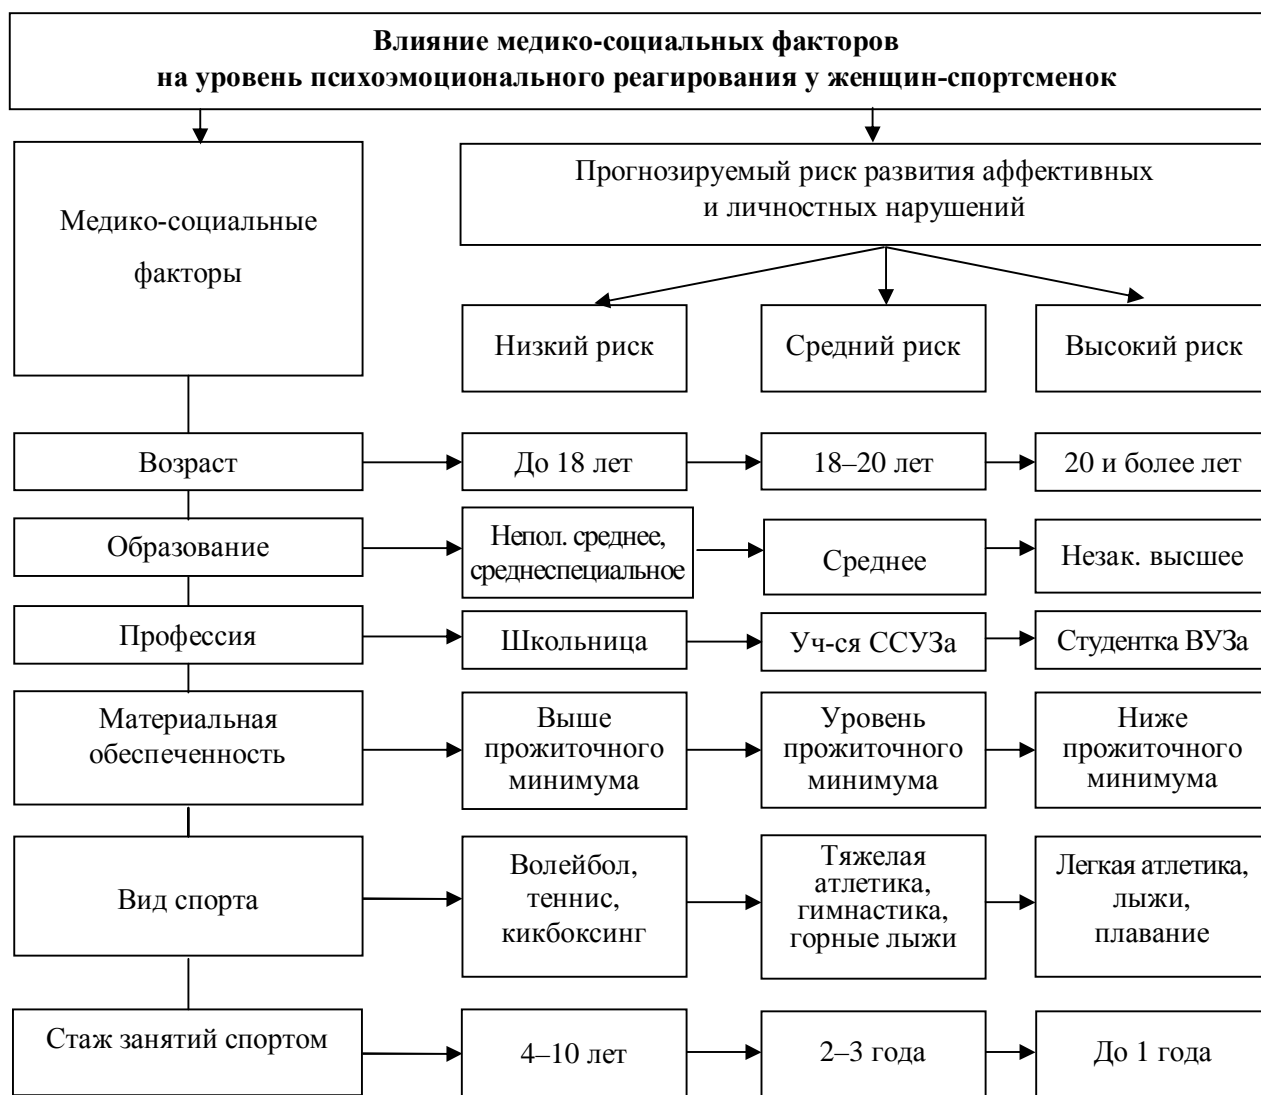 Влияние медико-социальных факторов
на уровень психоэмоционального реагирования у женщин-спортсменок
Медико-социальные
факторы
Прогнозируемый риск развития аффективных
и личностных нарушений
Низкий риск
Средний риск
Высокий риск
Возраст
До 18 лет
18–20 лет
20 и более лет
Образование
Непол. среднее,
среднеспециальное
Среднее
Незак. высшее
Профессия
Школьница
Уч-ся ССУЗа
Студентка ВУЗа
Материальная
обеспеченность
Выше
прожиточного
минимума
Уровень
прожиточного
минимума
Ниже
прожиточного
минимума
Вид спорта
Волейбол,
теннис,
кикбоксинг
Тяжелая
атлетика,
гимнастика,
горные лыжи
Легкая атлетика,
лыжи,
плавание
Стаж занятий спортом
4–10 лет
2–3 года
До 1 года